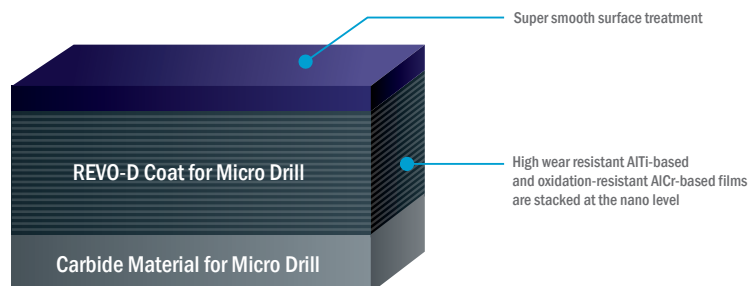 Super smooth surface treatment
REVO-D Coat for Micro Drill
High wear resistant AlTi-based
and oxidation-resistant AlCr-based films
are stacked at the nano level
Carbide Material for Micro Drill